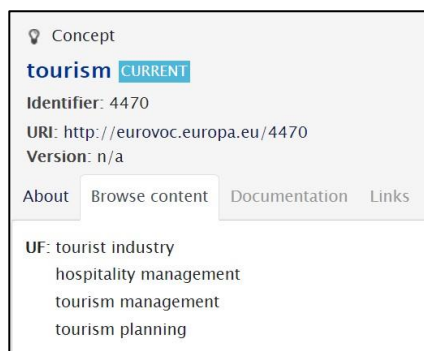 Concept
tourism CURRENT
Identifier: 4470
URI: http://eurovoc.europa.eu/4470
Version: n/a
About Browse content Documentation Links
UF: tourist industry
hospitality management
tourism management
tourism planning